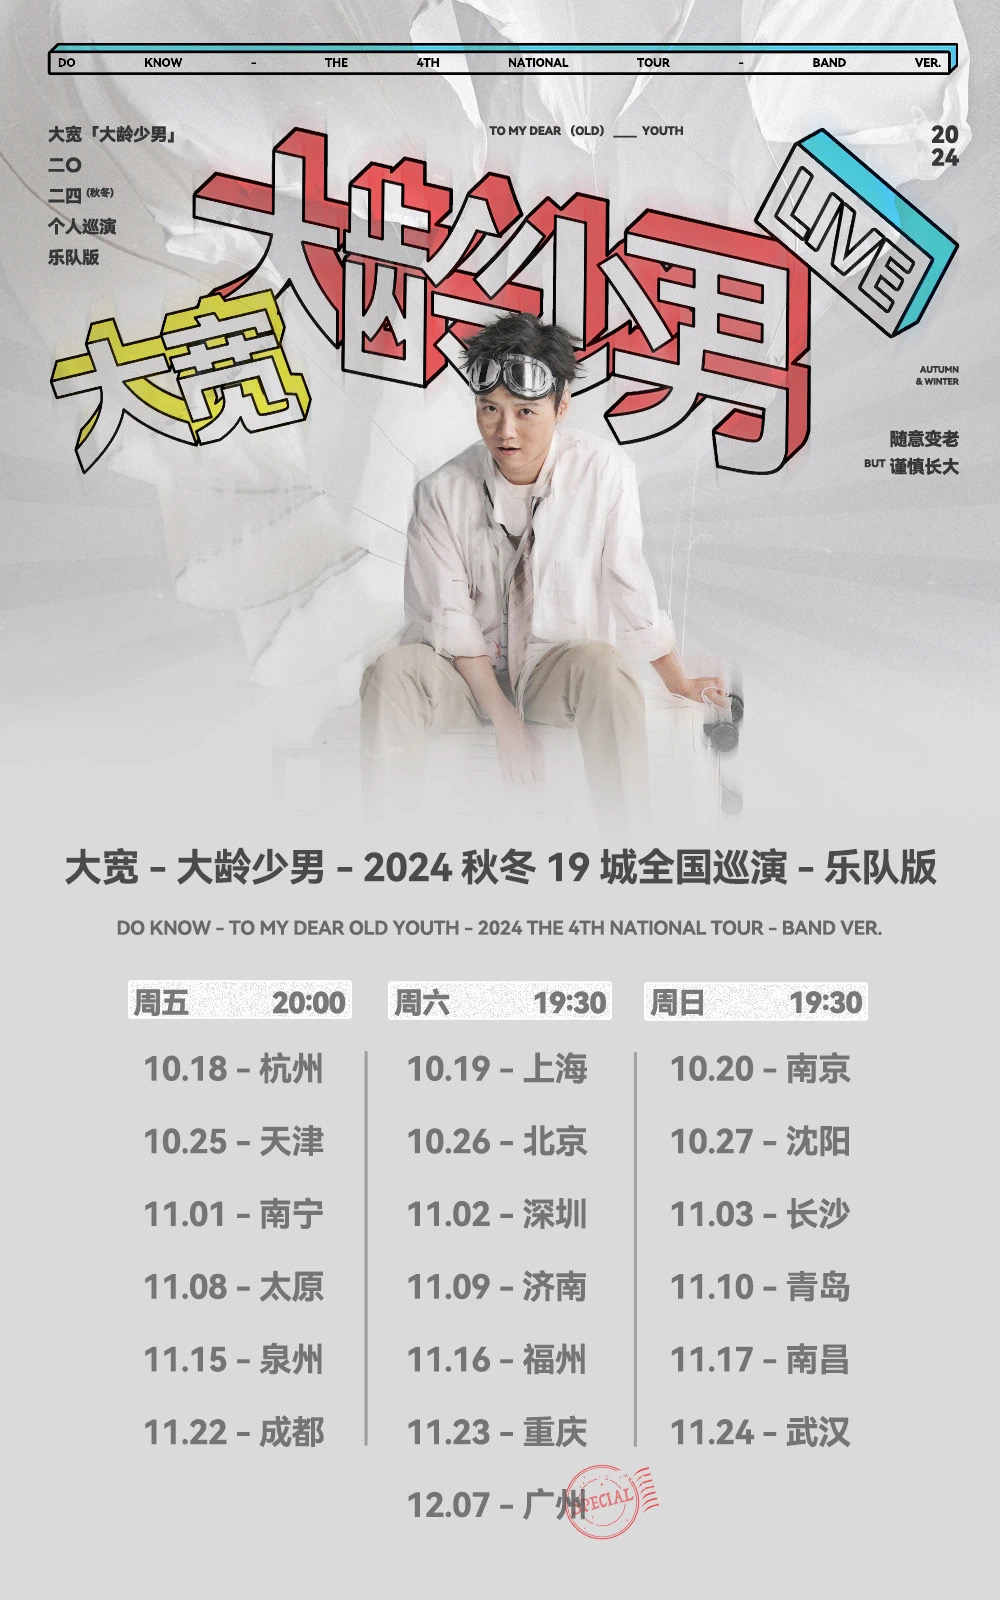 DO KNOW - THE 4TH NATIONAL TOUR - BAND VER.
大宽「大龄少男」
二〇
二四 (秋冬)
个人巡演
乐队版
TO MY DEAR (OLD) ___ YOUTH
20
24
大龄少男
LIVE
大宽
AUTUMN
& WINTER
随意变老
BUT 谨慎长大
大宽 - 大龄少男 - 2024 秋冬 19 城全国巡演 - 乐队版
DO KNOW - TO MY DEAR OLD YOUTH - 2024 THE 4TH NATIONAL TOUR - BAND VER.
周五 20:00 周六 19:30 周日 19:30
10.18 - 杭州 10.19 - 上海 10.20 - 南京
10.25 - 天津 10.26 - 北京 10.27 - 沈阳
11.01 - 南宁 11.02 - 深圳 11.03 - 长沙
11.08 - 太原 11.09 - 济南 11.10 - 青岛
11.15 - 泉州 11.16 - 福州 11.17 - 南昌
11.22 - 成都 11.23 - 重庆 11.24 - 武汉
12.07 - 广州 SPECIAL